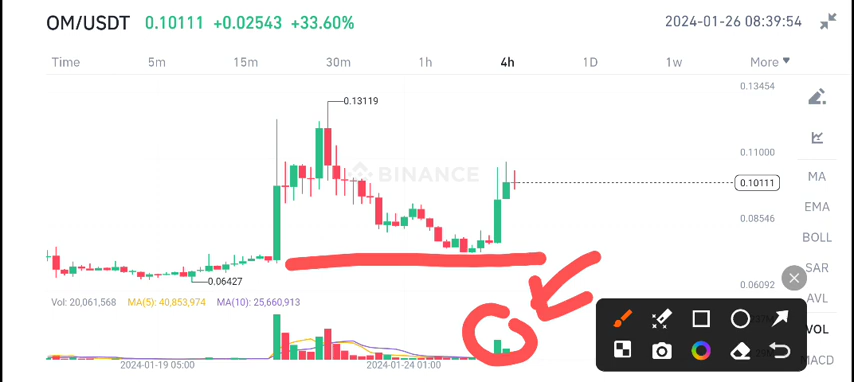 OM/USDT 0.10111 +0.02543 +33.60% 2024-01-26 08:39:54
Time 5m 15m 30m 1h 4h 1D 1w More
0.13454
0.13119
0.11000
BINANCE
MA
0.10111
EMA
0.08546
BOLL
SAR
0.06427
0.06092
AVL
Vol: 20,061,568 MA(5): 40,853,974 MA(10): 25,660,913
VOL
MACD
2024-01-19 05:00 2024-01-24 01:00